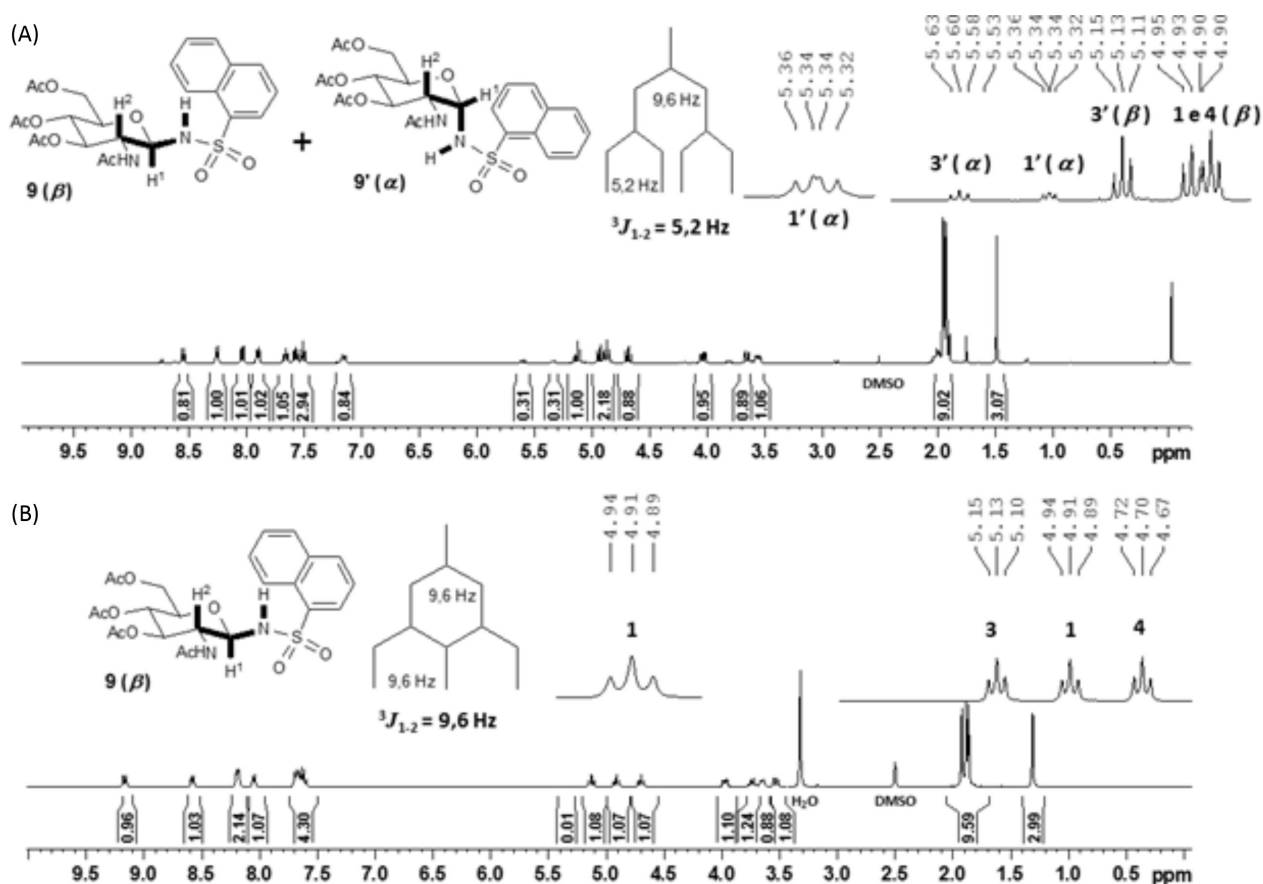 (A)
AcO
AcO
AcO
AcHN
H²
O
H
N
S
O
O
H¹
9 (β)
+
AcO
AcO
AcO
AcHN
H²
O
H¹
N
H
S
O
O
9' (α)
9,6 Hz
5,2 Hz
³J₁₋₂ = 5,2 Hz
5.36
5.34
5.34
5.32
1' (α)
5.63
5.60
5.58
5.53
5.36
5.34
5.34
5.32
5.15
5.13
5.11
4.95
4.93
4.90
4.90
3' (α)
1' (α)
3' (β)
1 e 4 (β)
DMSO
0.81
1.00
1.01
1.02
1.05
2.94
0.84
0.31
0.31
1.00
2.18
0.88
0.95
0.89
1.06
9.02
3.07
9.5 9.0 8.5 8.0 7.5 7.0 6.5 6.0 5.5 5.0 4.5 4.0 3.5 3.0 2.5 2.0 1.5 1.0 0.5 ppm
(B)
AcO
AcO
AcO
AcHN
H²
O
H
N
S
O
O
H¹
9 (β)
9,6 Hz
9,6 Hz
³J₁₋₂ = 9,6 Hz
4.94
4.91
4.89
1
5.15
5.13
5.10
4.94
4.91
4.89
4.72
4.70
4.67
3
1
4
H₂O
DMSO
0.96
1.03
2.14
1.07
4.30
0.01
1.08
1.07
1.07
1.10
1.24
0.88
1.08
9.59
2.99
9.5 9.0 8.5 8.0 7.5 7.0 6.5 6.0 5.5 5.0 4.5 4.0 3.5 3.0 2.5 2.0 1.5 1.0 0.5 ppm